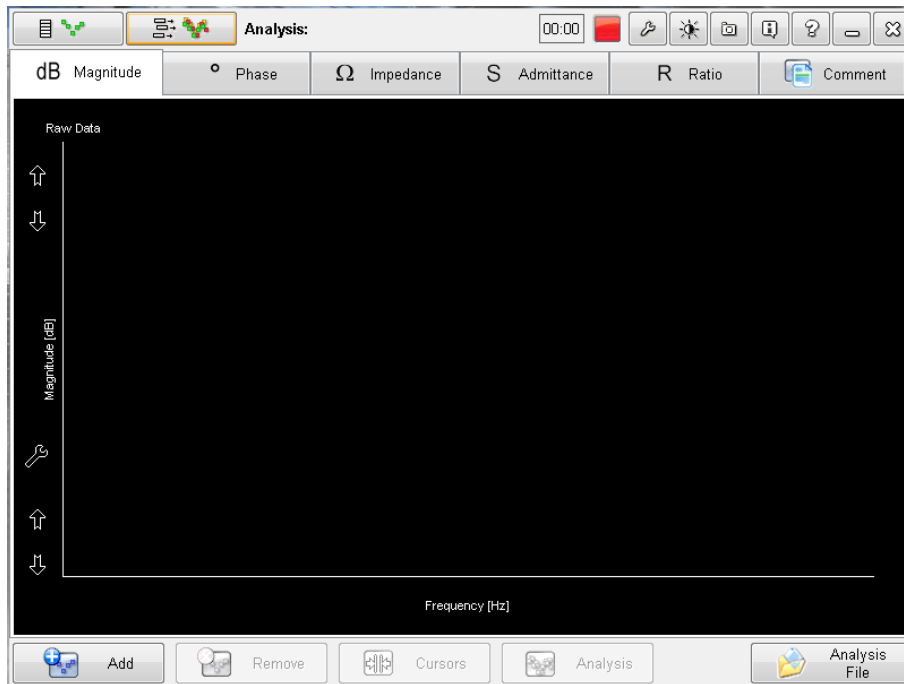 Analysis:
00:00
dB Magnitude
° Phase
Ω Impedance
S Admittance
R Ratio
Comment
Raw Data
Magnitude [dB]
Frequency [Hz]
Add
Remove
Cursors
Analysis
Analysis
File